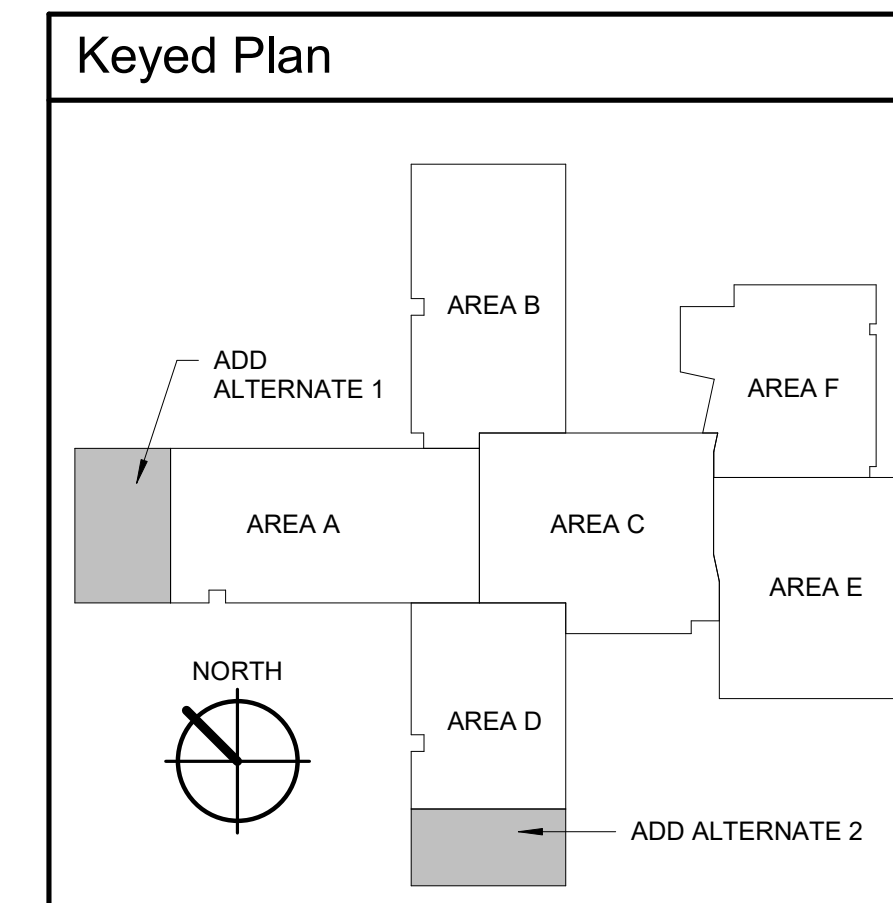 Keyed Plan
AREA B
ADD
ALTERNATE 1
AREA F
AREA A
AREA C
AREA E
NORTH
AREA D
ADD ALTERNATE 2